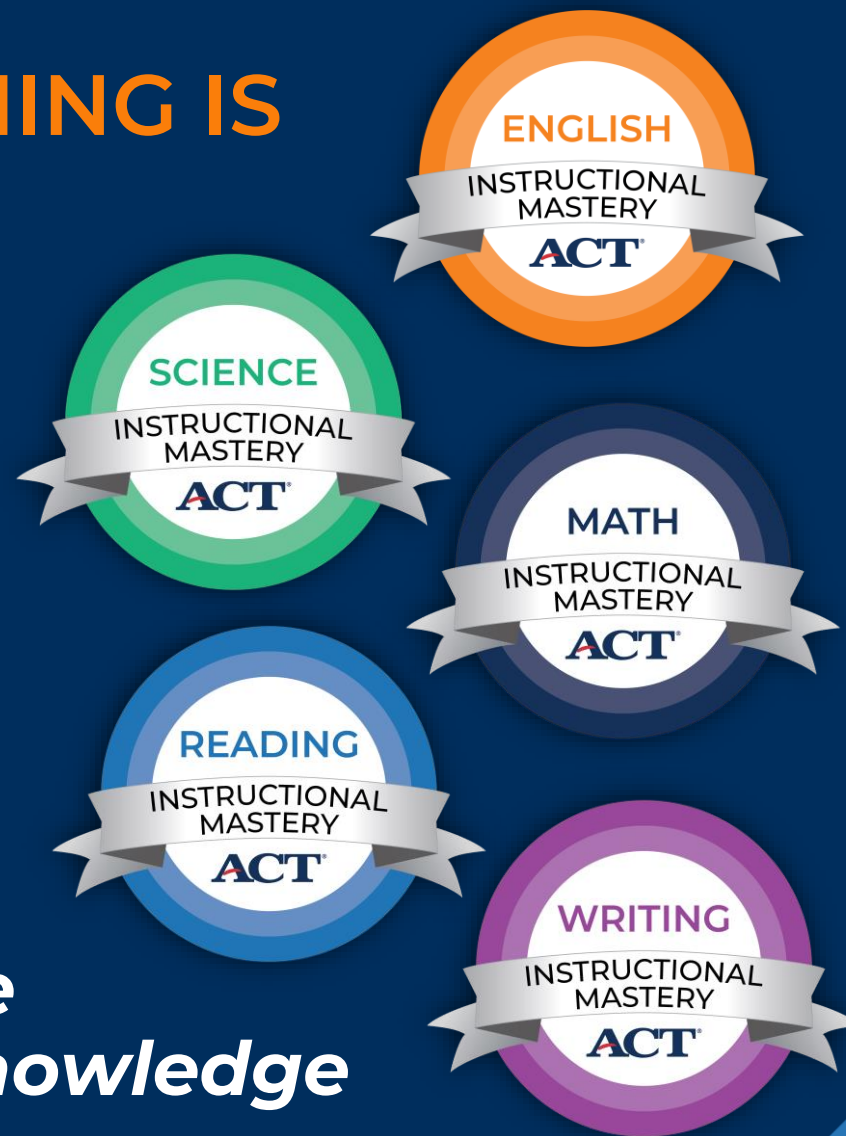 NING IS
ENGLISH
INSTRUCTIONAL
MASTERY
ACT®
SCIENCE
INSTRUCTIONAL
MASTERY
ACT®
MATH
INSTRUCTIONAL
MASTERY
ACT®
READING
INSTRUCTIONAL
MASTERY
ACT®
WRITING
INSTRUCTIONAL
MASTERY
ACT®
e
nowledge